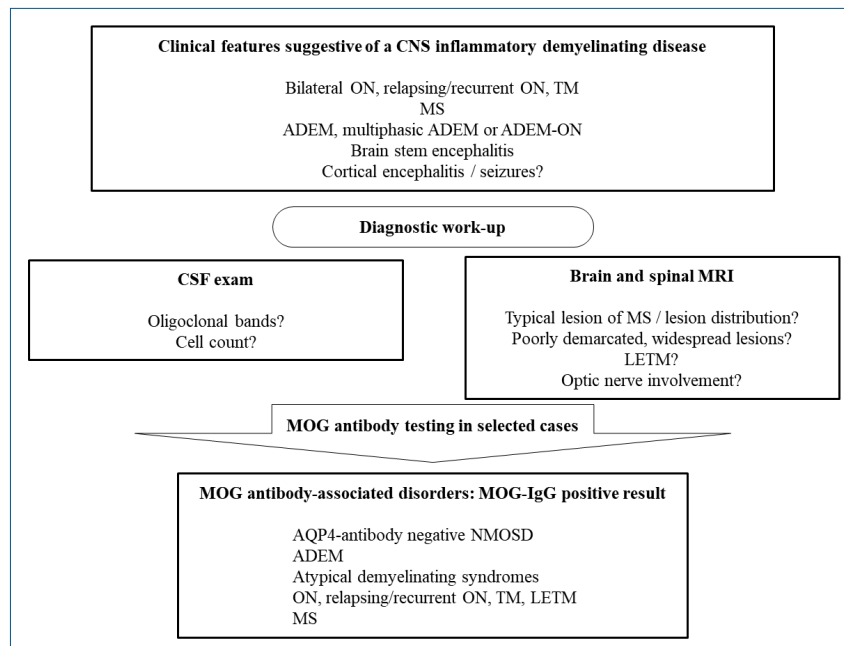 Clinical features suggestive of a CNS inflammatory demyelinating disease
Bilateral ON, relapsing/recurrent ON, TM
MS
ADEM, multiphasic ADEM or ADEM-ON
Brain stem encephalitis
Cortical encephalitis / seizures?
Diagnostic work-up
CSF exam
Oligoclonal bands?
Cell count?
Brain and spinal MRI
Typical lesion of MS / lesion distribution?
Poorly demarcated, widespread lesions?
LETM?
Optic nerve involvement?
MOG antibody testing in selected cases
MOG antibody-associated disorders: MOG-IgG positive result
AQP4-antibody negative NMOSD
ADEM
Atypical demyelinating syndromes
ON, relapsing/recurrent ON, TM, LETM
MS